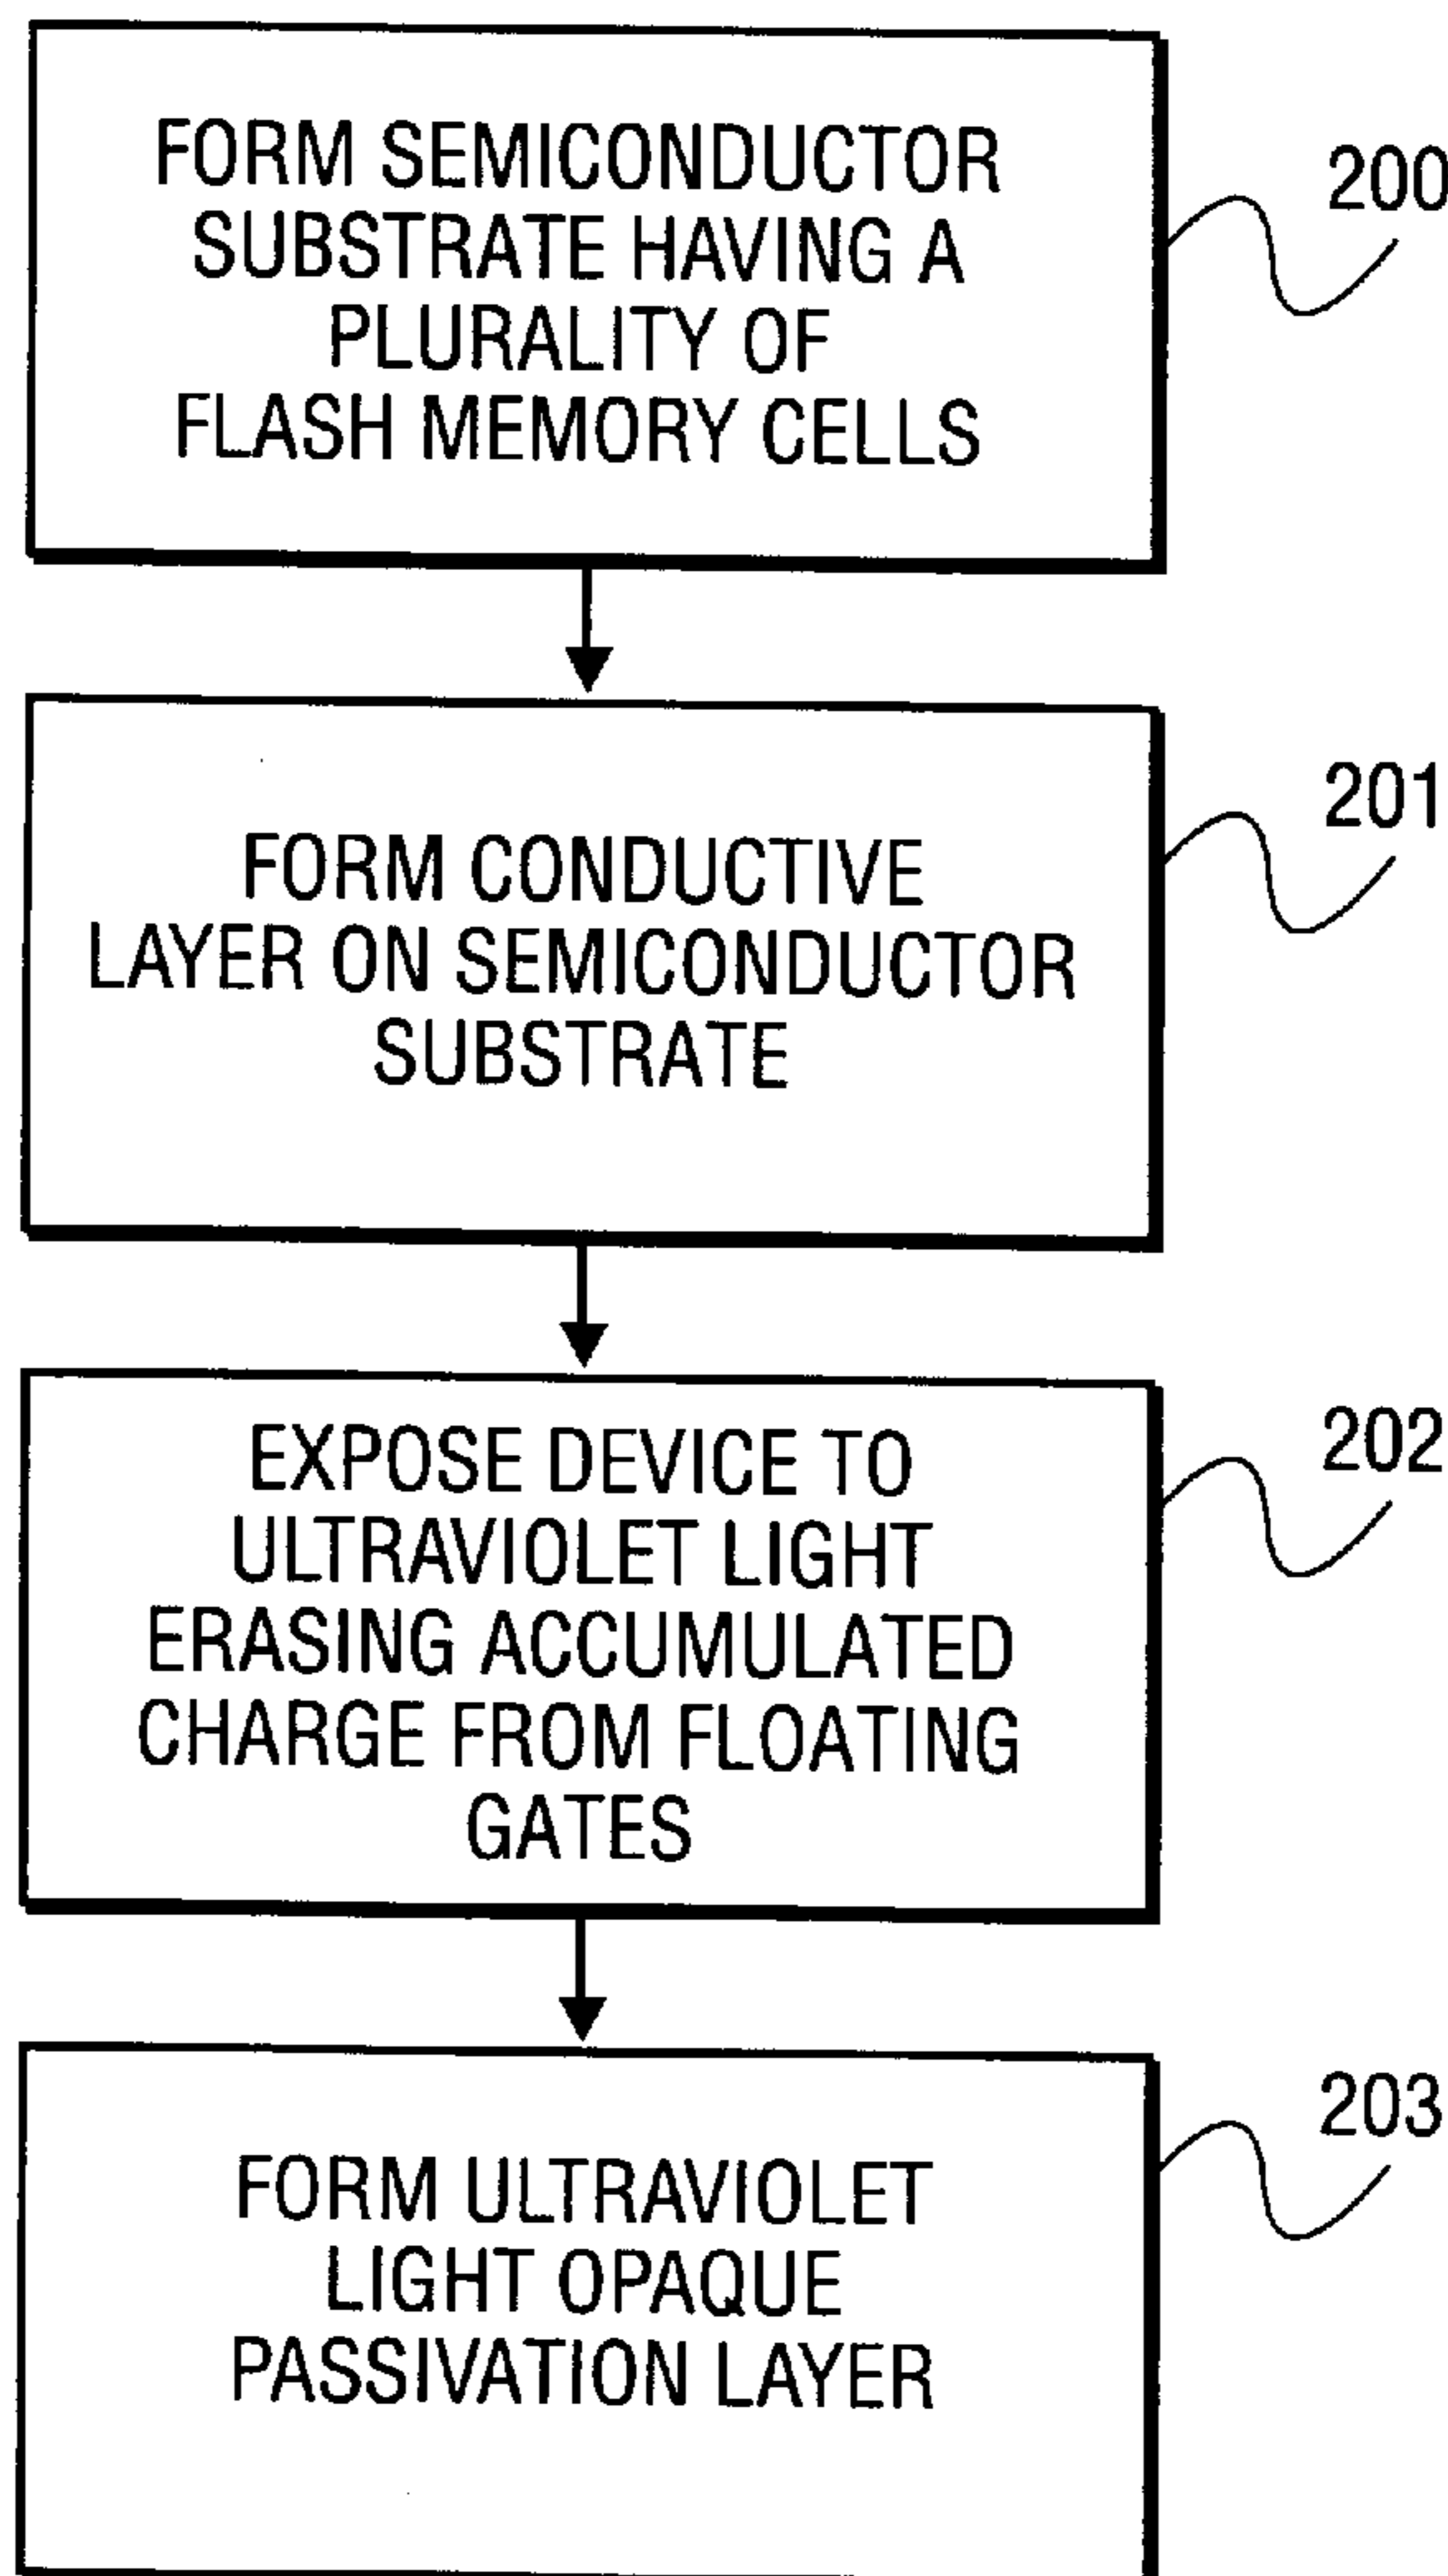 FORM SEMICONDUCTOR
SUBSTRATE HAVING A
PLURALITY OF
FLASH MEMORY CELLS
200
FORM CONDUCTIVE
LAYER ON SEMICONDUCTOR
SUBSTRATE
201
EXPOSE DEVICE TO
ULTRAVIOLET LIGHT
ERASING ACCUMULATED
CHARGE FROM FLOATING
GATES
202
FORM ULTRAVIOLET
LIGHT OPAQUE
PASSIVATION LAYER
203